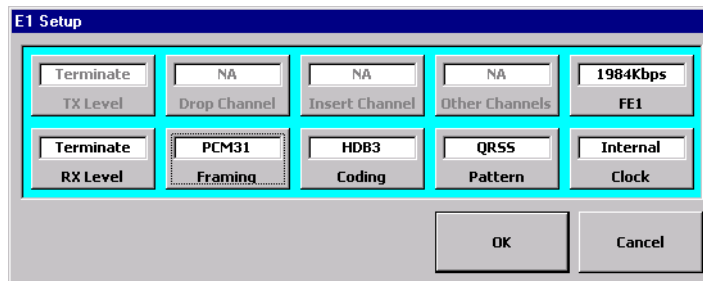 E1 Setup
Terminate NA NA NA 1984Kbps
TX Level Drop Channel Insert Channel Other Channels FE1
Terminate PCM31 HDB3 QRSS Internal
RX Level Framing Coding Pattern Clock
OK Cancel